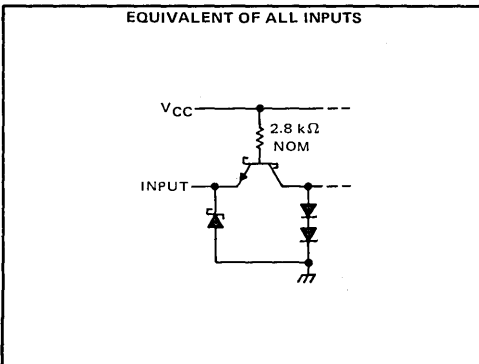 EQUIVALENT OF ALL INPUTS
VCC
2.8 kΩ
NOM
INPUT